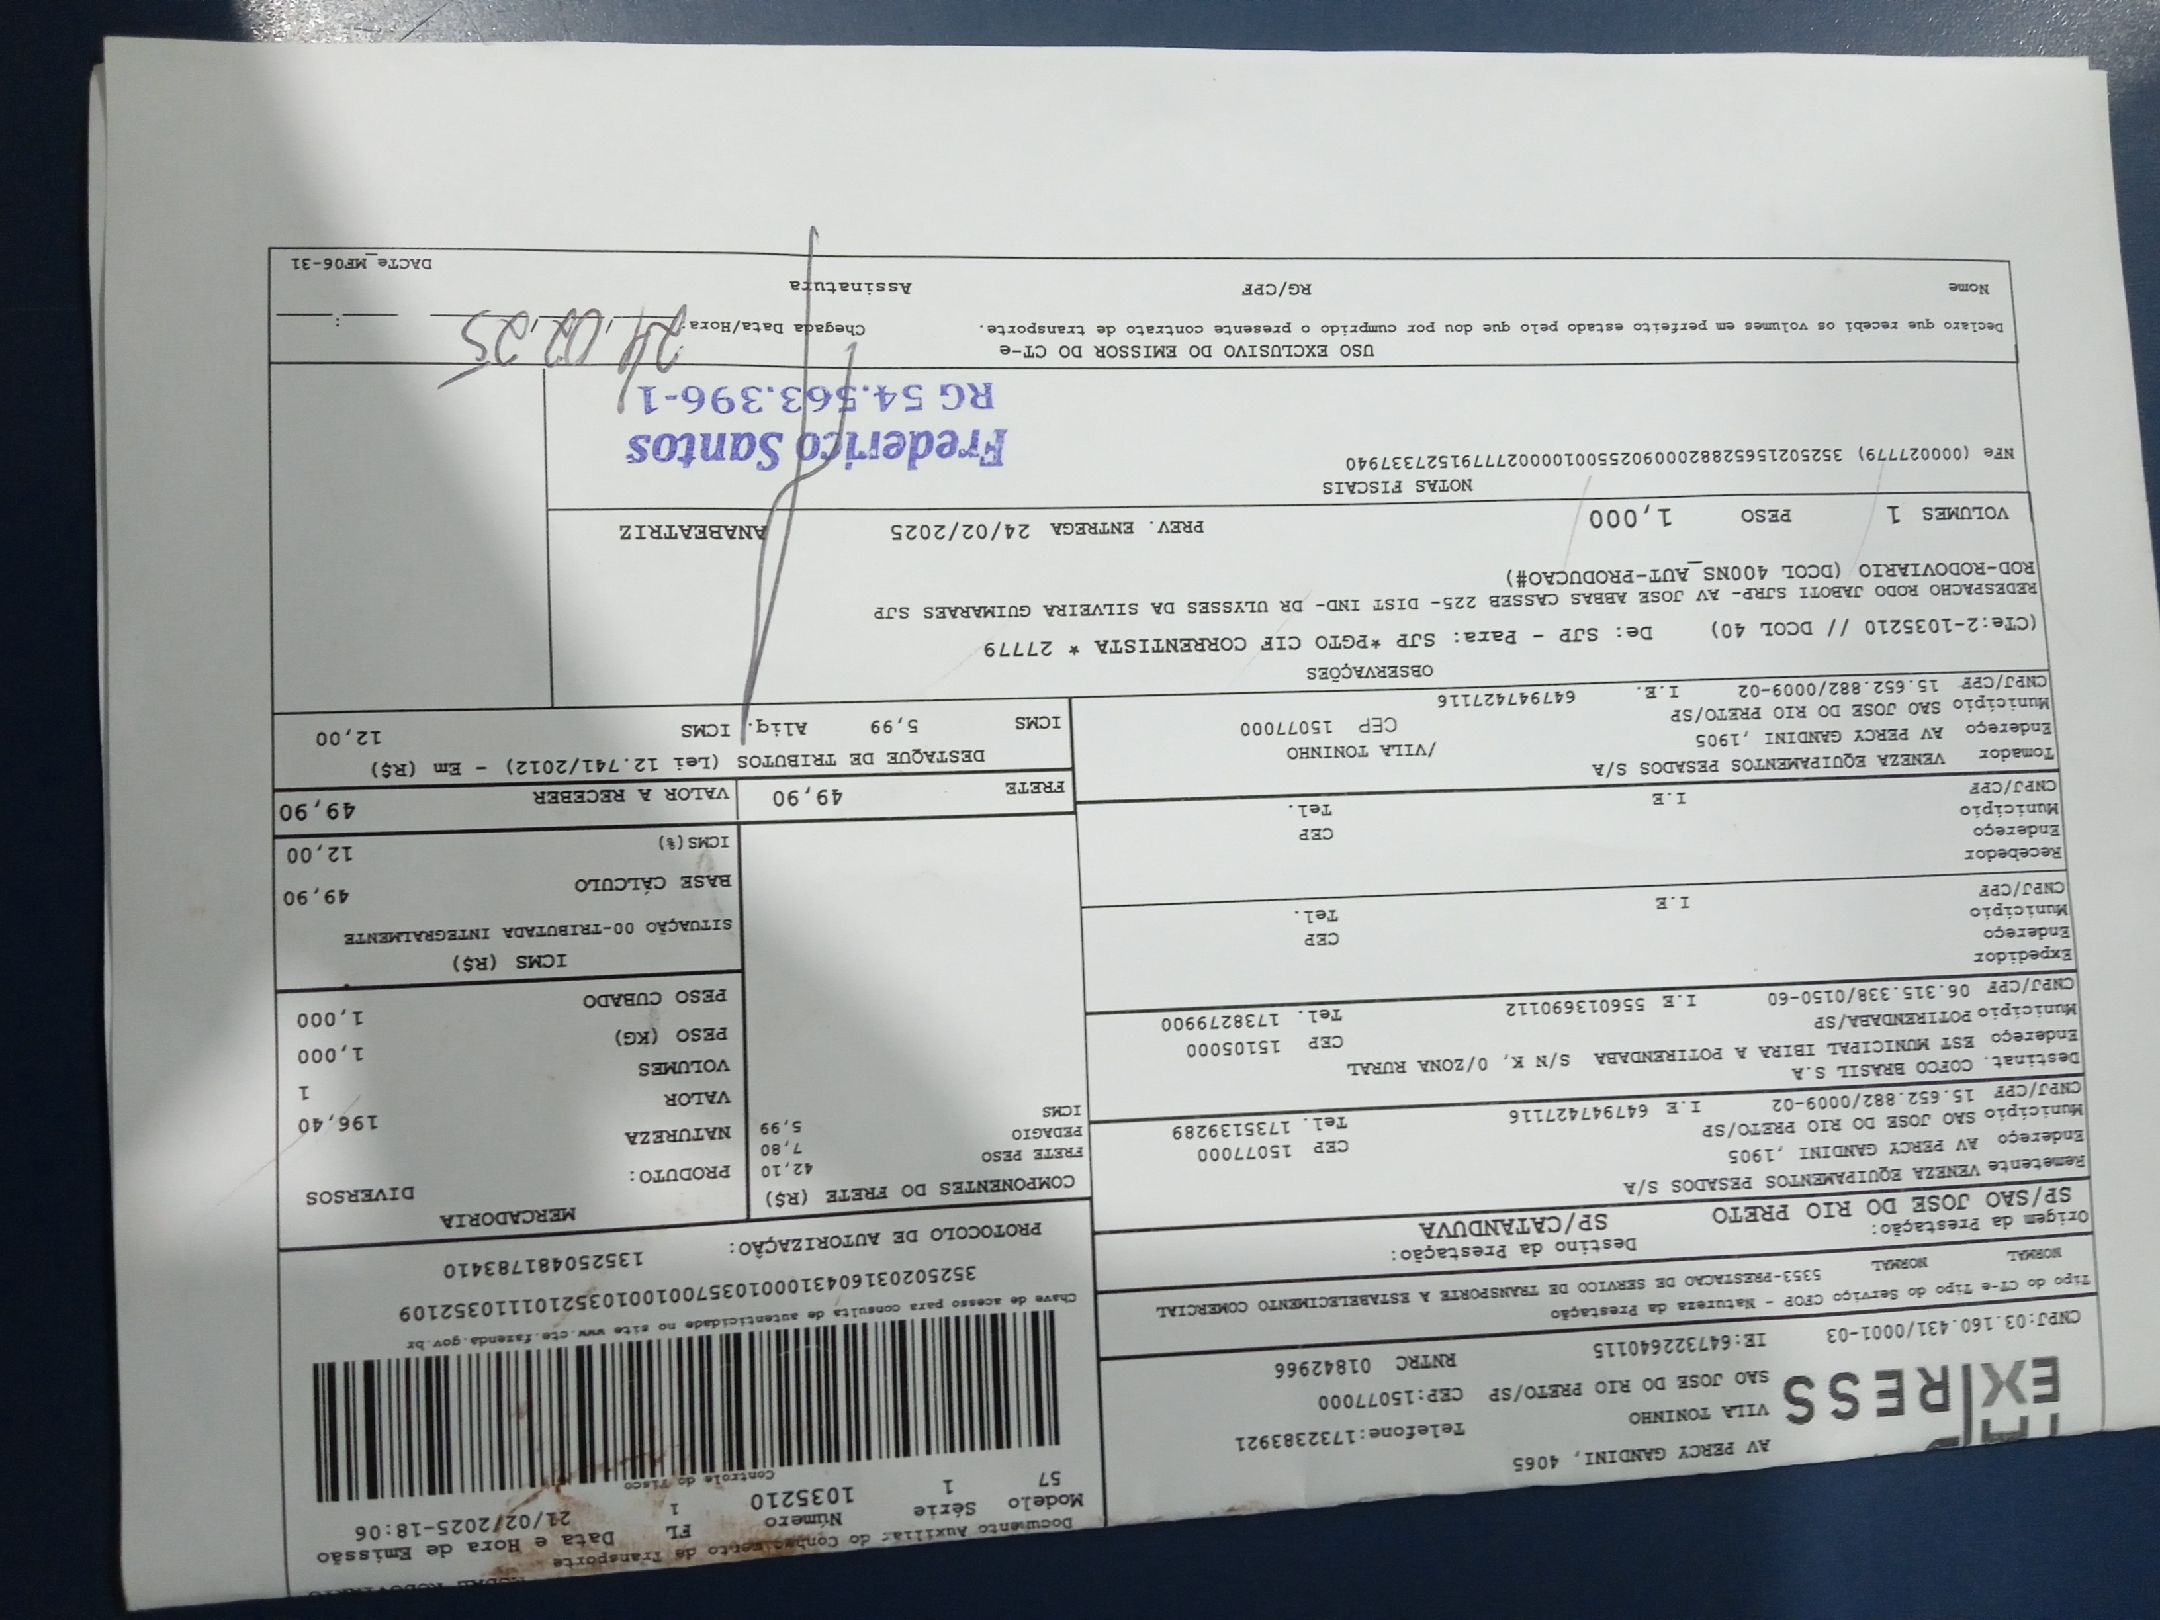 EX RESS
AV PERCY GANDINI, 4065
VILA TONINHO
Telefone:1732383921
SAO JOSE DO RIO PRETO/SP CEP:15077000
CNPJ:03.160.431/0001-03 IE:647322640115 RNTRC 01842966
Documento Auxiliar do Conhecimento de Transporte
Modelo Série Número FL Data e Hora de Emissão
57 1 1035210 1 21/02/2025-18:06
Controle do Fisco
Chave de acesso para consulta de autenticidade no site www.cte.fazenda.gov.br
35250203160431000103570010010352101110352109
PROTOCOLO DE AUTORIZAÇÃO: 135250481783410
Tipo do CT-e Tipo do Serviço CFOP - Natureza da Prestação
NORMAL NORMAL 5353-PRESTACAO DE SERVICO DE TRANSPORTE A ESTABELECIMENTO COMERCIAL
Origem da Prestação: Destino da Prestação:
SP/SAO JOSE DO RIO PRETO SP/CATANDUVA
Remetente VENEZA EQUIPAMENTOS PESADOS S/A
Endereço AV PERCY GANDINI ,1905 CEP 15077000
Município SAO JOSE DO RIO PRETO/SP Tel. 1735139289
CNPJ/CPF 15.652.882/0009-02 I.E 647947427116
Destinat. COFCO BRASIL S.A
Endereço EST MUNICIPAL IBIRA A POTIRENDABA S/N K, 0/ZONA RURAL
Município POTIRENDABA/SP CEP 15105000
CNPJ/CPF 06.315.338/0150-60 I.E 556013690112 Tel. 1738279900
Expedidor
Endereço CEP
Município Tel.
CNPJ/CPF I.E
Recebedor
Endereço CEP
Município Tel.
CNPJ/CPF I.E
Tomador VENEZA EQUIPAMENTOS PESADOS S/A
Endereço AV PERCY GANDINI ,1905 /VILA TONINHO
Município SAO JOSE DO RIO PRETO/SP CEP 15077000
CNPJ/CPF 15.652.882/0009-02 I.E. 647947427116
COMPONENTES DO FRETE (R$)
FRETE PESO 42,10
PEDAGIO 7,80
ICMS 5,99
MERCADORIA
PRODUTO: DIVERSOS
NATUREZA
VALOR 196,40
VOLUMES 1
PESO (KG) 1,000
PESO CUBADO 1,000
ICMS (R$)
SITUAÇÃO 00-TRIBUTADA INTEGRALMENTE
BASE CÁLCULO 49,90
ICMS(%) 12,00
FRETE 49,90 VALOR A RECEBER 49,90
DESTAQUE DE TRIBUTOS (Lei 12.741/2012) - Em (R$)
ICMS 5,99 Aliq. ICMS 12,00
OBSERVAÇÕES
(CTe:2-1035210 // DCOL 40) De: SJP - Para: SJP *PGTO CIF CORRENTISTA * 27779
REDESPACHO RODO JABOTI SJRP- AV JOSE ABBAS CASSEB 225- DIST IND- DR ULYSSES DA SILVEIRA GUIMARAES SJP
ROD-RODOVIARIO (DCOL 400NS_AUT-PRODUCAO#)
VOLUMES 1 PESO 1,000 PREV. ENTREGA 24/02/2025 ANABEATRIZ
NOTAS FISCAIS
NFe (000027779) 35250215652882000902550010000277791527337940
Frederico Santos
RG 54.563.396-1
USO EXCLUSIVO DO EMISSOR DO CT-e
Declaro que recebi os volumes em perfeito estado pelo que dou por cumprido o presente contrato de transporte. Chegada Data/Hora: 24/02/25 :
Nome RG/CPF Assinatura
DACTe_MF06-31